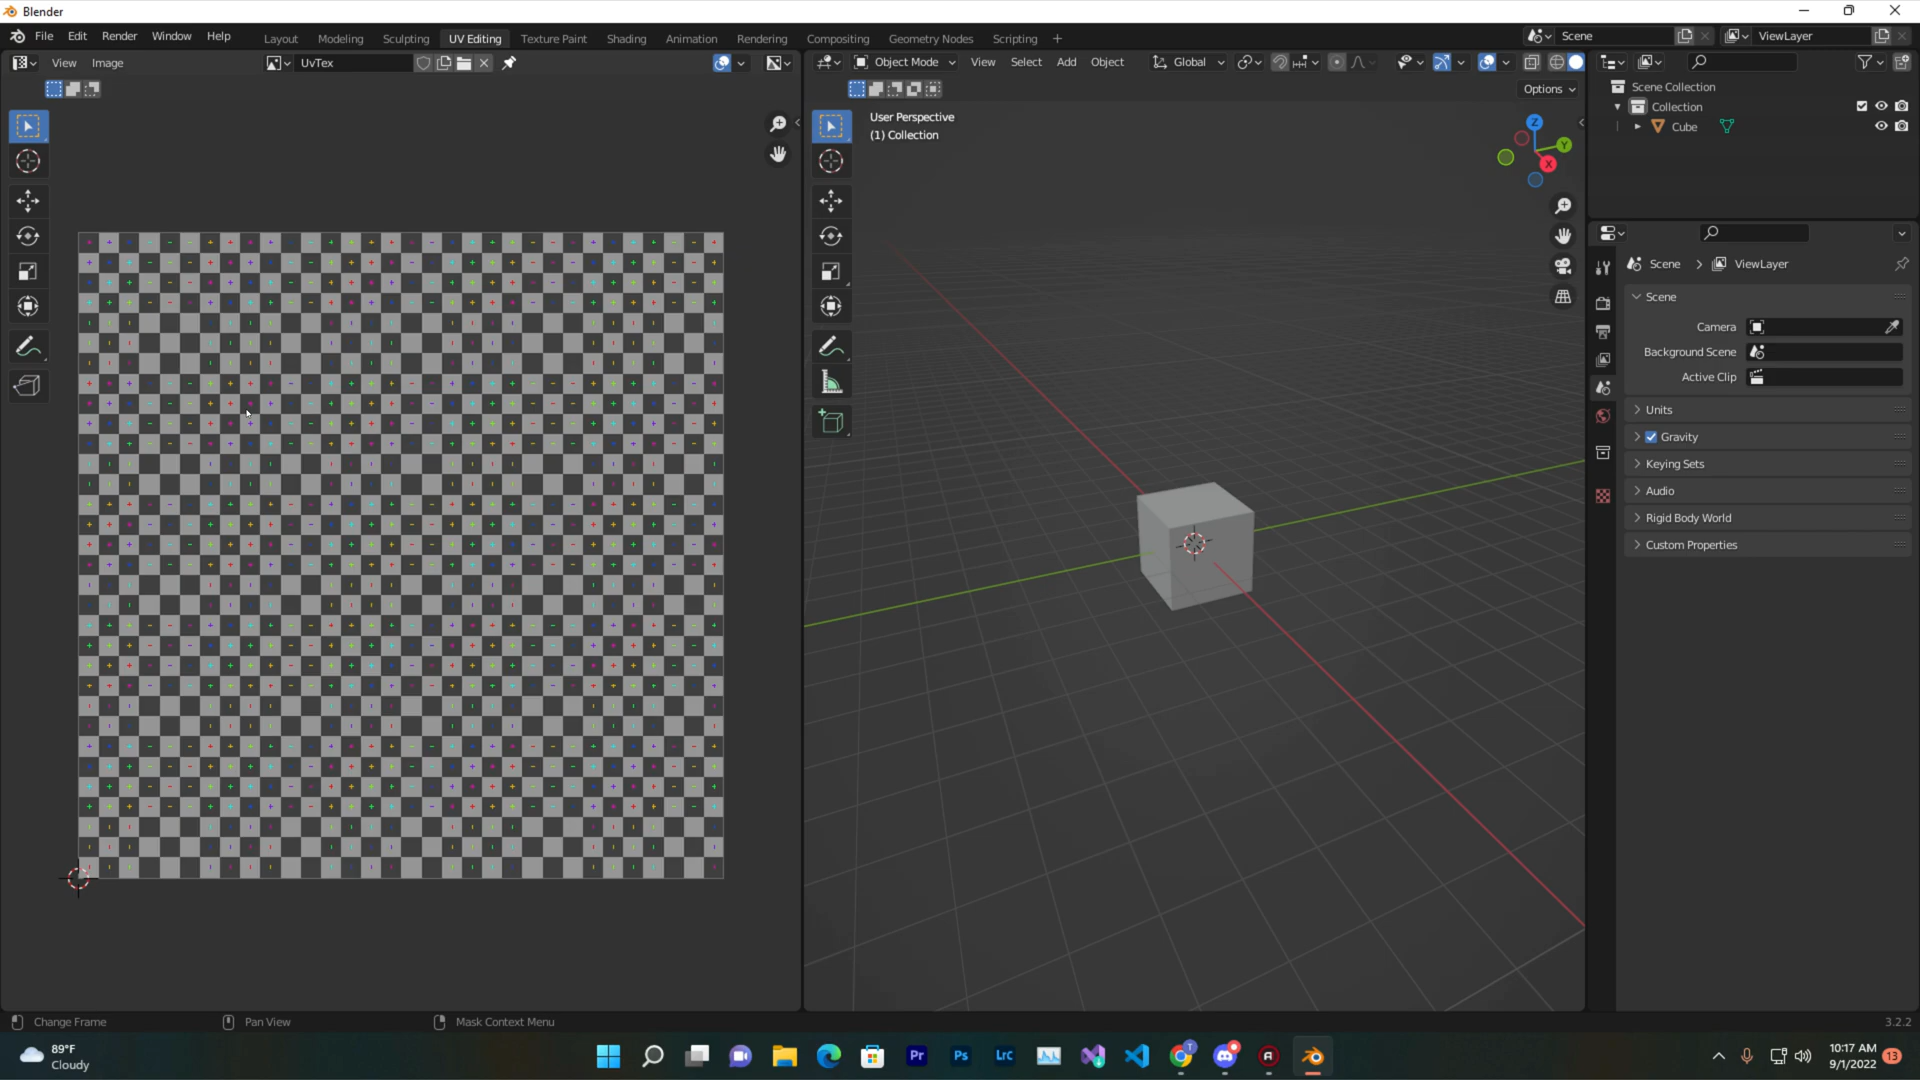 Blender
File Edit Render Window Help Layout Modeling Sculpting UV Editing Texture Paint Shading Animation Rendering Compositing Geometry Nodes Scripting +
Scene
ViewLayer
View Image UvTex
Object Mode View Select Add Object Global
Options
User Perspective
(1) Collection
Z
Y
X
Scene Collection
Collection
Cube
Scene > ViewLayer
Scene
Camera
Background Scene
Active Clip
Units
Gravity
Keying Sets
Audio
Rigid Body World
Custom Properties
Change Frame Pan View Mask Context Menu 3.2.2
89°F
Cloudy
Pr Ps LrC T
10:17 AM
9/1/2022
13